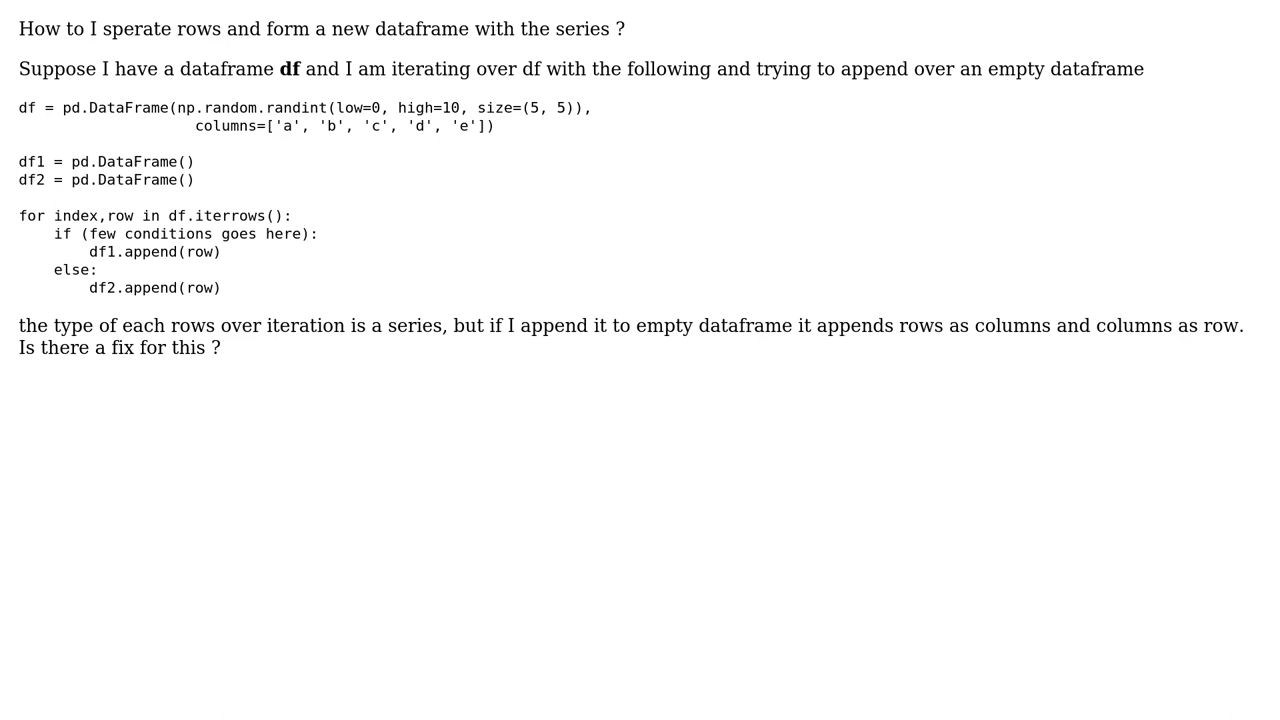 How to I sperate rows and form a new dataframe with the series ?
Suppose I have a dataframe df and I am iterating over df with the following and trying to append over an empty dataframe
df = pd.DataFrame(np.random.randint(low=0, high=10, size=(5, 5)),
                    columns=['a', 'b', 'c', 'd', 'e'])
df1 = pd.DataFrame()
df2 = pd.DataFrame()
for index,row in df.iterrows():
    if (few conditions goes here):
        df1.append(row)
    else:
        df2.append(row)
the type of each rows over iteration is a series, but if I append it to empty dataframe it appends rows as columns and columns as row.
Is there a fix for this ?